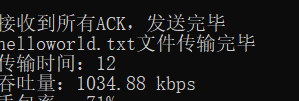 接收到所有ACK，发送完毕
helloworld.txt文件传输完毕
传输时间：12
吞吐量：1034.88 kbps